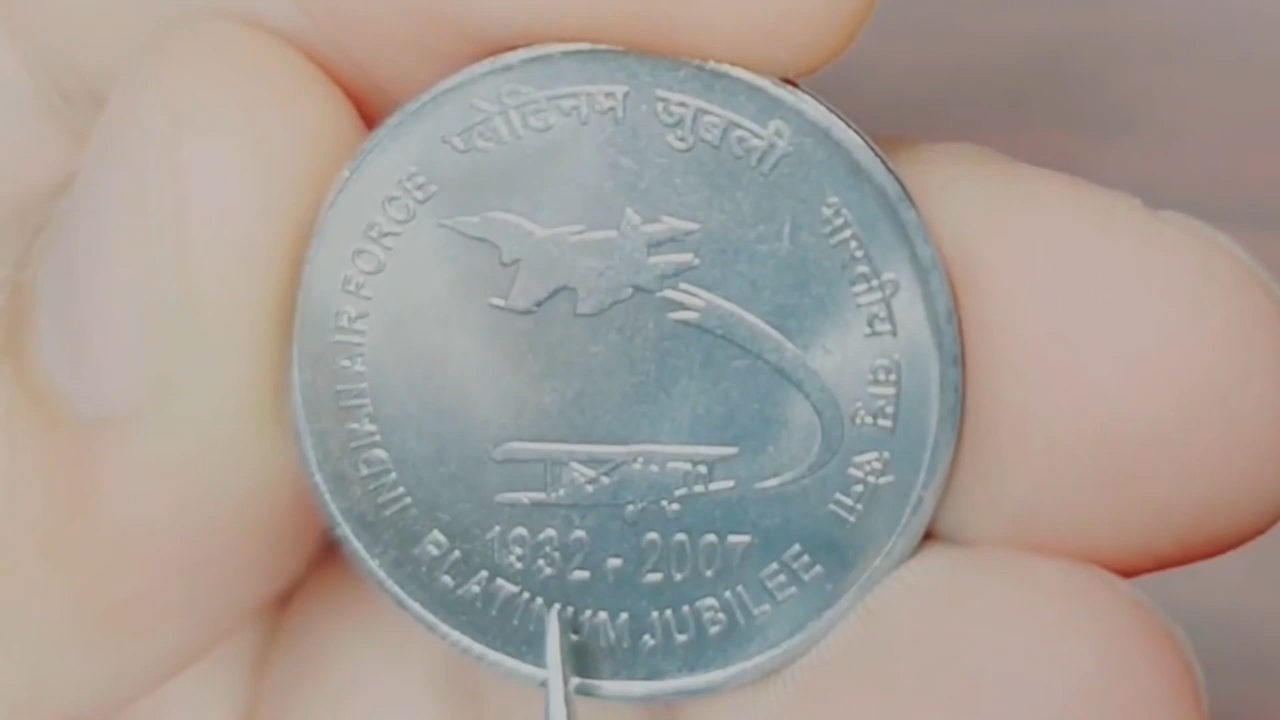 प्लेटिनम जुबली
भारतीय वायु सेना
INDIAN AIR FORCE
1932 - 2007
PLATINUM JUBILEE